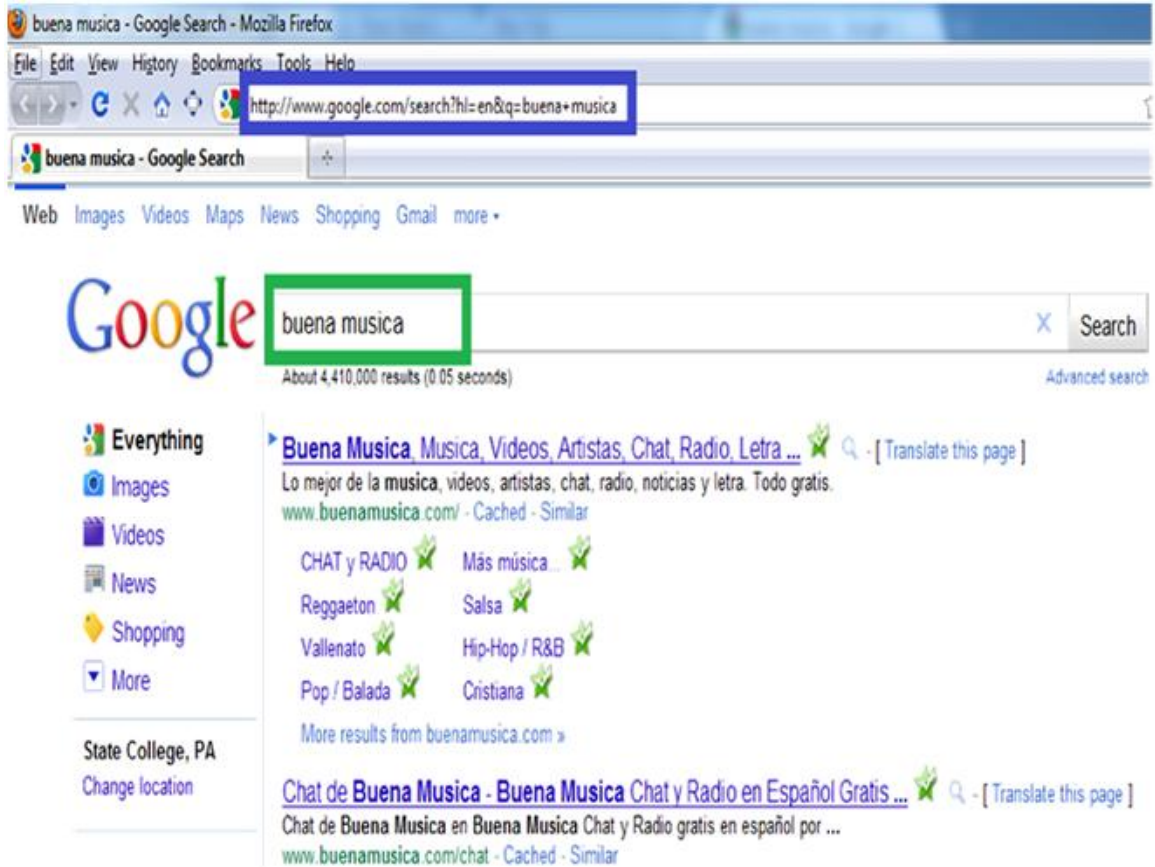 buena musica - Google Search - Mozilla Firefox
File Edit View History Bookmarks Tools Help
http://www.google.com/search?hl=en&q=buena+musica
buena musica - Google Search
Web Images Videos Maps News Shopping Gmail more
Google buena musica X Search
About 4,410,000 results (0.05 seconds) Advanced search
Everything
Images
Videos
News
Shopping
More
State College, PA
Change location
Buena Musica, Musica, Videos, Artistas, Chat, Radio, Letra ... - [ Translate this page ]
Lo mejor de la musica, videos, artistas, chat, radio, noticias y letra. Todo gratis.
www.buenamusica.com/ - Cached - Similar
CHAT y RADIO Más música...
Reggaeton Salsa
Vallenato Hip-Hop / R&B
Pop / Balada Cristiana
More results from buenamusica.com »
Chat de Buena Musica - Buena Musica Chat y Radio en Español Gratis ... - [ Translate this page ]
Chat de Buena Musica en Buena Musica Chat y Radio gratis en español por ...
www.buenamusica.com/chat - Cached - Similar